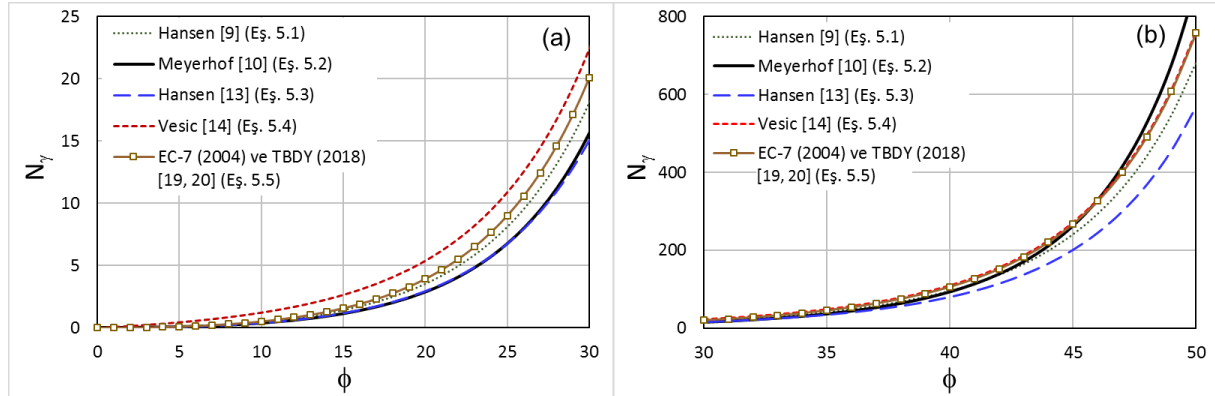 (a)
Hansen [9] (Eş. 5.1)
Meyerhof [10] (Eş. 5.2)
Hansen [13] (Eş. 5.3)
Vesic [14] (Eş. 5.4)
EC-7 (2004) ve TBDY (2018)
[19, 20] (Eş. 5.5)
Nγ
25
20
15
10
5
0
0 5 10 15 20 25 30
ϕ
(b)
Hansen [9] (Eş. 5.1)
Meyerhof [10] (Eş. 5.2)
Hansen [13] (Eş. 5.3)
Vesic [14] (Eş. 5.4)
EC-7 (2004) ve TBDY (2018)
[19, 20] (Eş. 5.5)
Nγ
800
600
400
200
0
30 35 40 45 50
ϕ